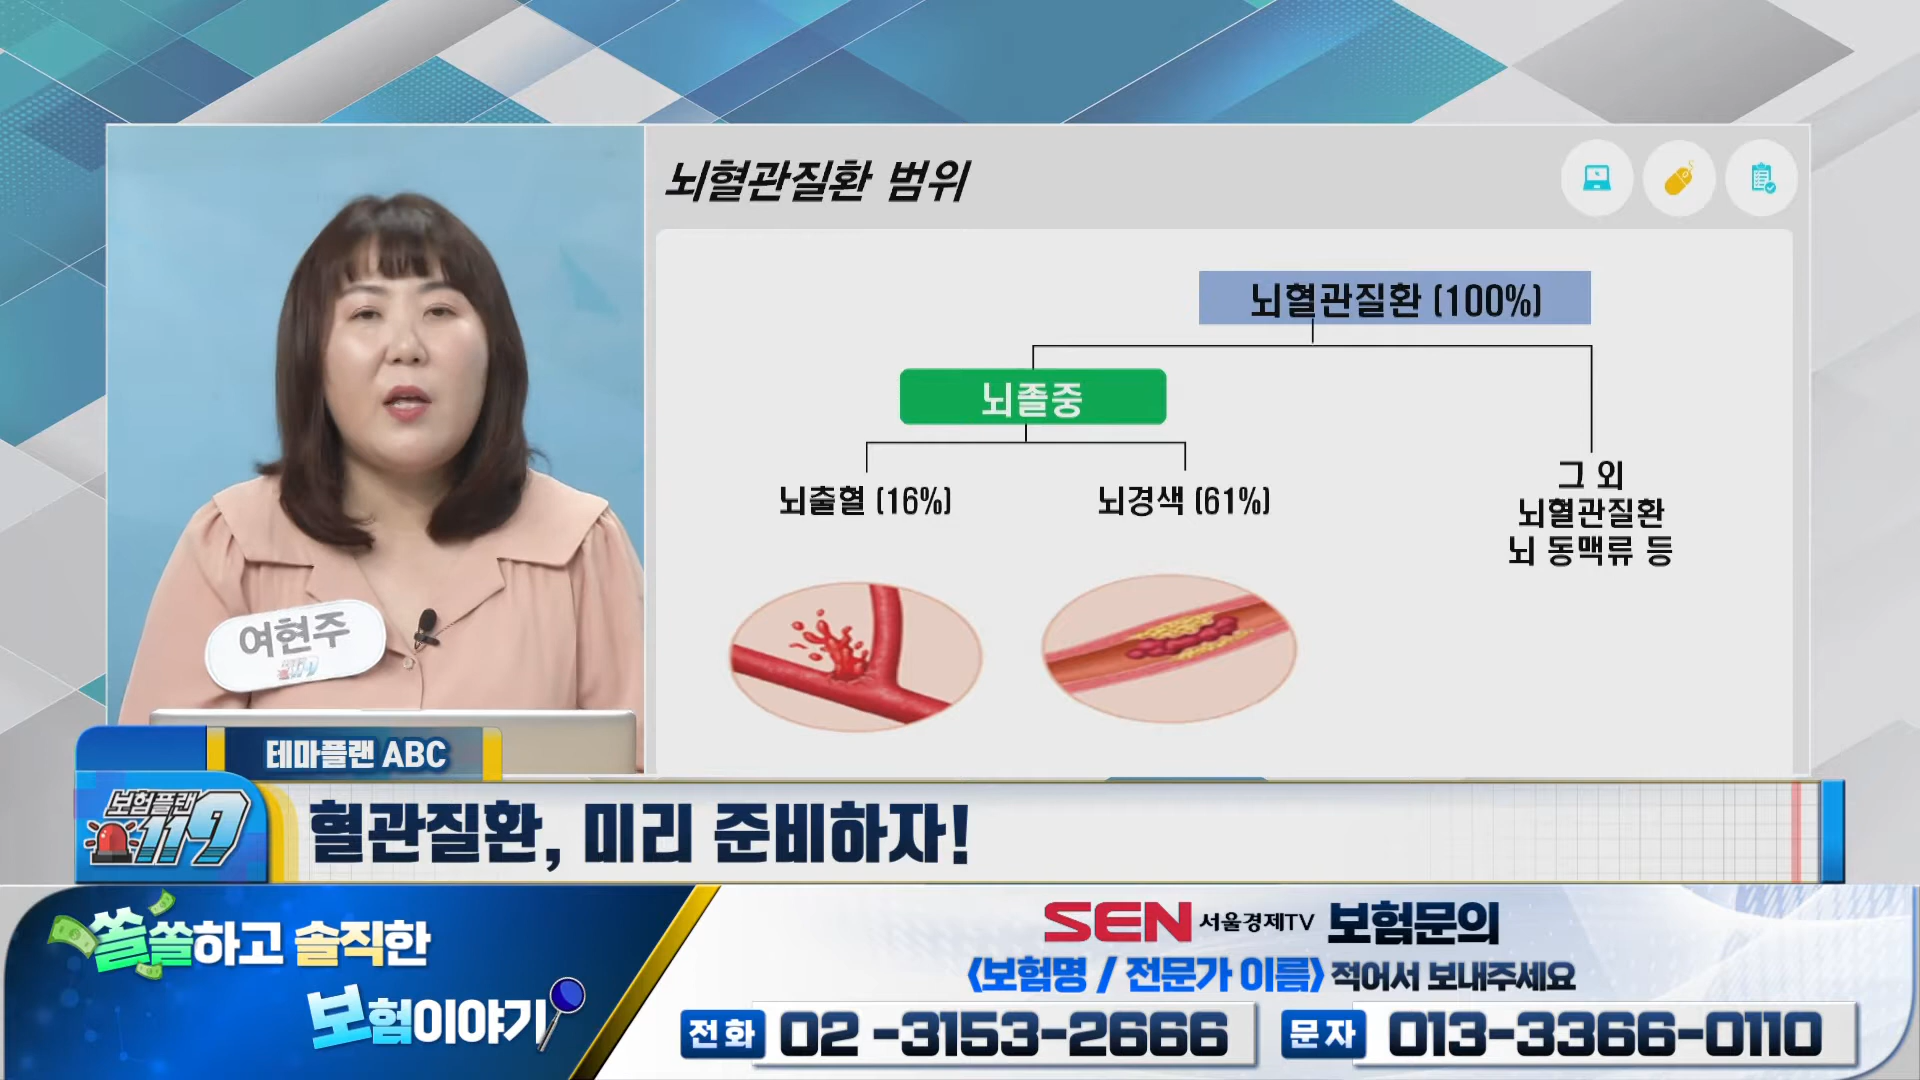 뇌혈관질환 범위
뇌혈관질환 (100%)
뇌졸중
뇌출혈 (16%)
뇌경색 (61%)
그 외
뇌혈관질환
뇌 동맥류 등
여현주
테마플랜 ABC
보험플랜
119
혈관질환, 미리 준비하자!
쏠쏠하고 솔직한
보험이야기
SEN 서울경제TV 보험문의
〈보험명 / 전문가 이름〉 적어서 보내주세요
전화 02 -3153-2666
문자 013-3366-0110